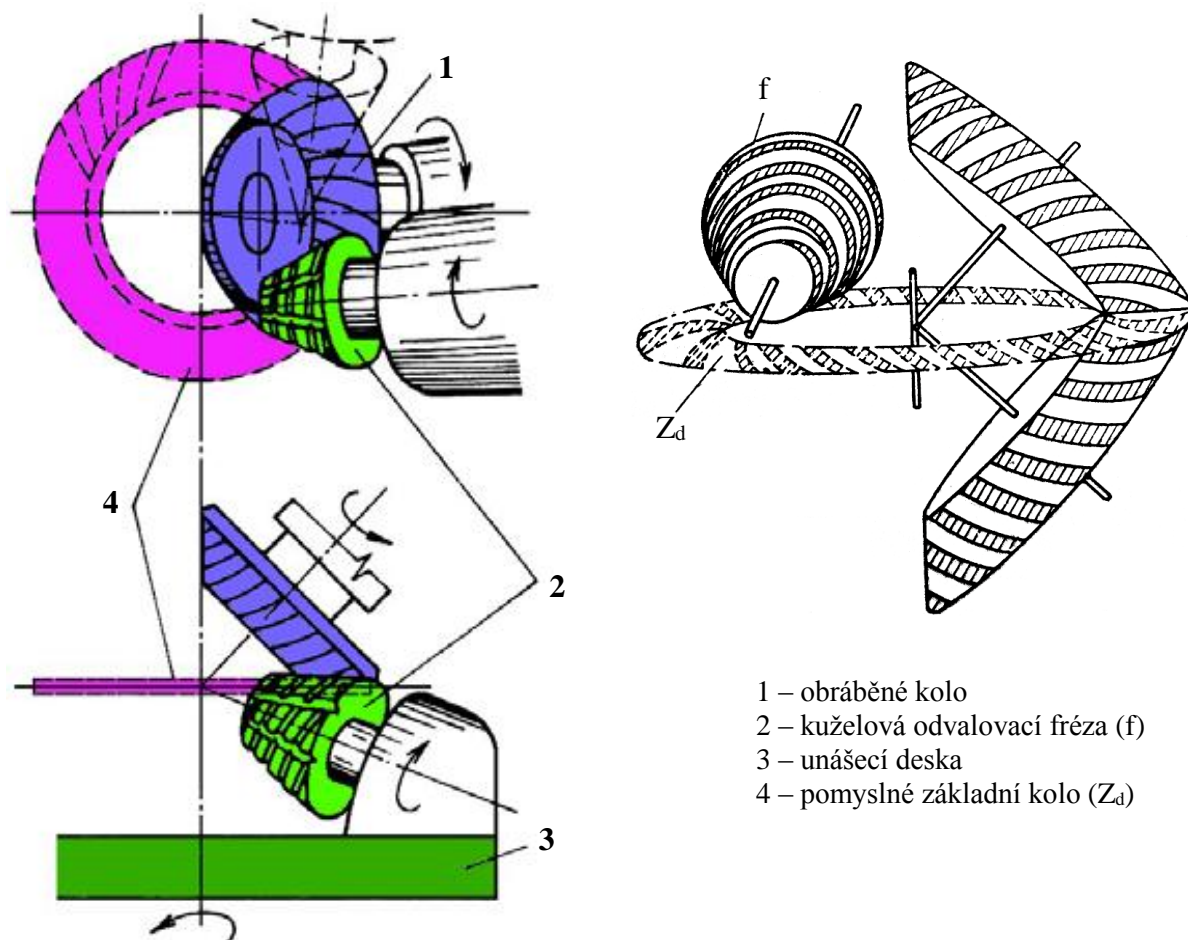 1
f
Zd
4
2
1 – obráběné kolo
2 – kuželová odvalovací fréza (f)
3 – unášecí deska
4 – pomyslné základní kolo (Zd)
3